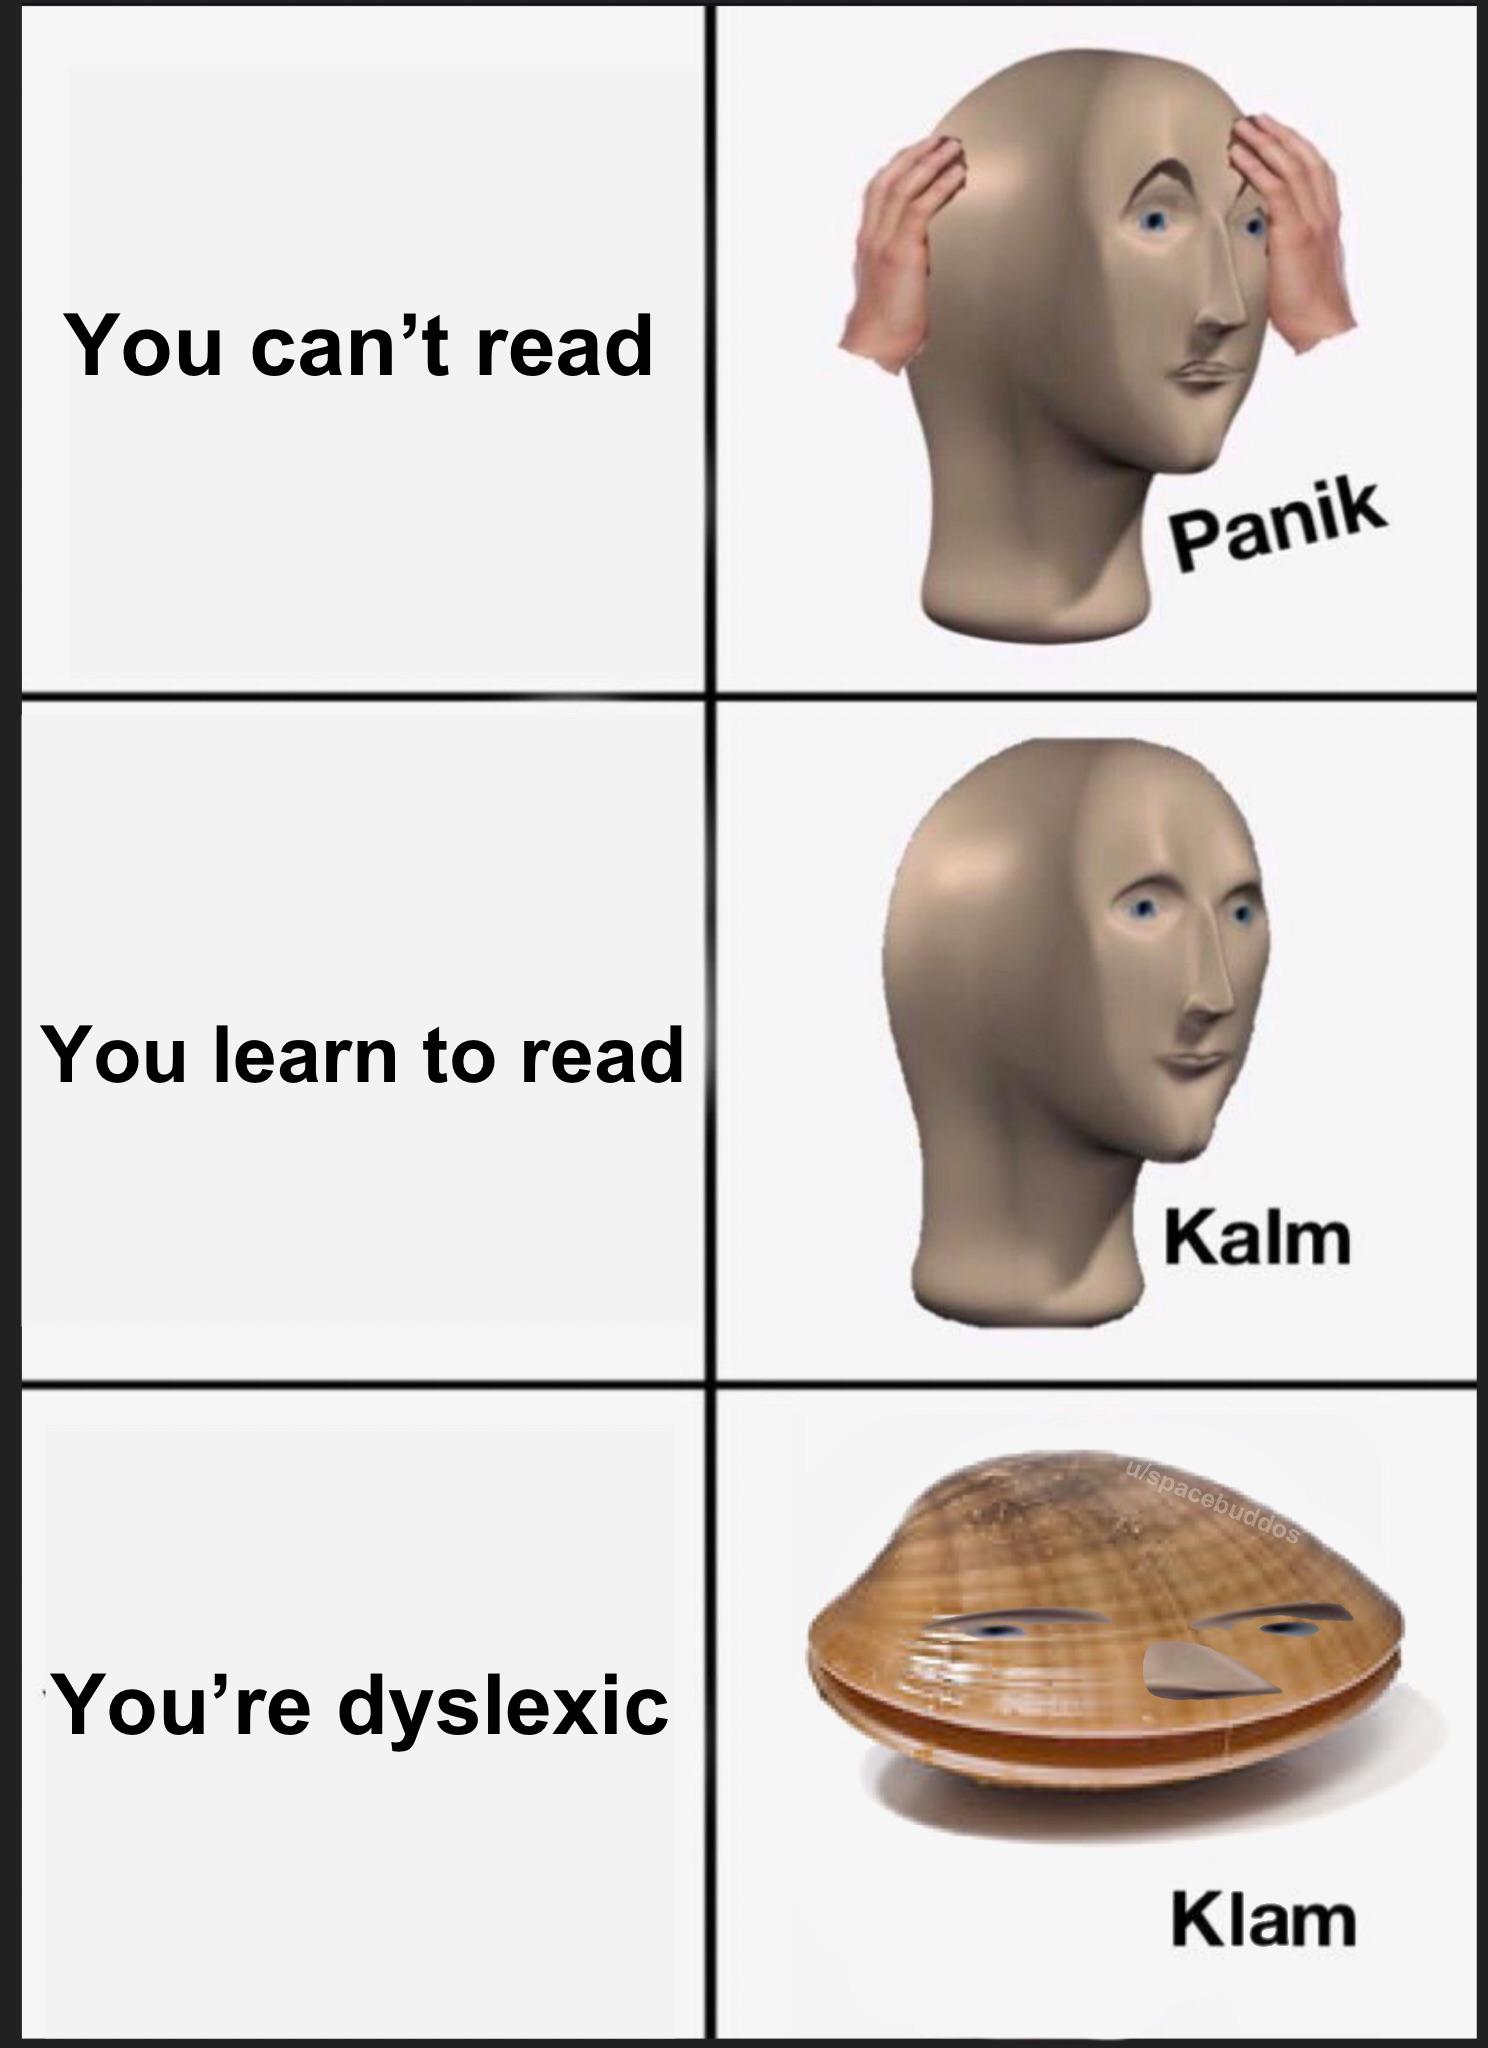 You can’t read
Panik
You learn to read
Kalm
u/spacebuddos
You’re dyslexic
Klam